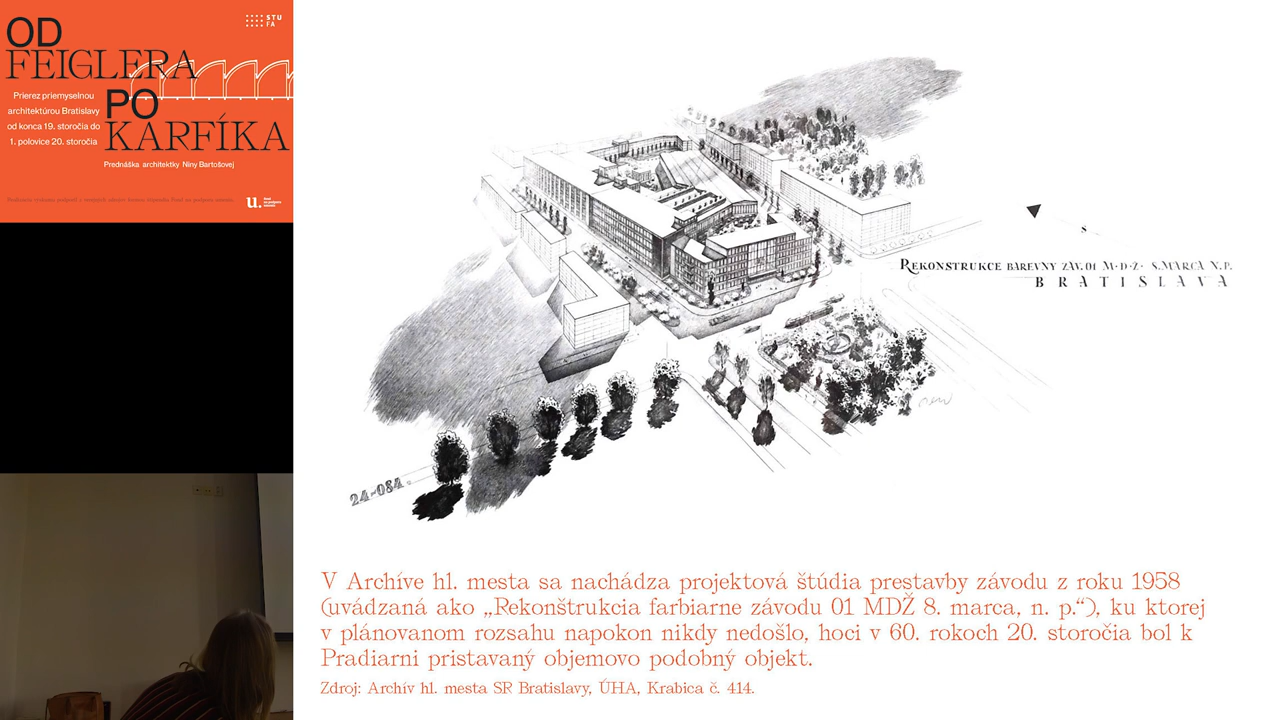 OD
FEIGLERA
PO
KARFÍKA
STU
FA
Prierez priemyselnou
architektúrou Bratislavy
od konca 19. storočia do
1. polovice 20. storočia
Prednáška architektky Niny Bartošovej
u.
S
REKONSTRUKCE BAREVNY ZÁV. 01 M·D·Ž· 8. MARCA N.P.
BRATISLAVA
24-084.
V Archíve hl. mesta sa nachádza projektová štúdia prestavby závodu z roku 1958
(uvádzaná ako „Rekonštrukcia farbiarne závodu 01 MDŽ 8. marca, n. p.“), ku ktorej
v plánovanom rozsahu napokon nikdy nedošlo, hoci v 60. rokoch 20. storočia bol k
Pradiarni pristavaný objemovo podobný objekt.
Zdroj: Archív hl. mesta SR Bratislavy, ÚHA, Krabica č. 414.